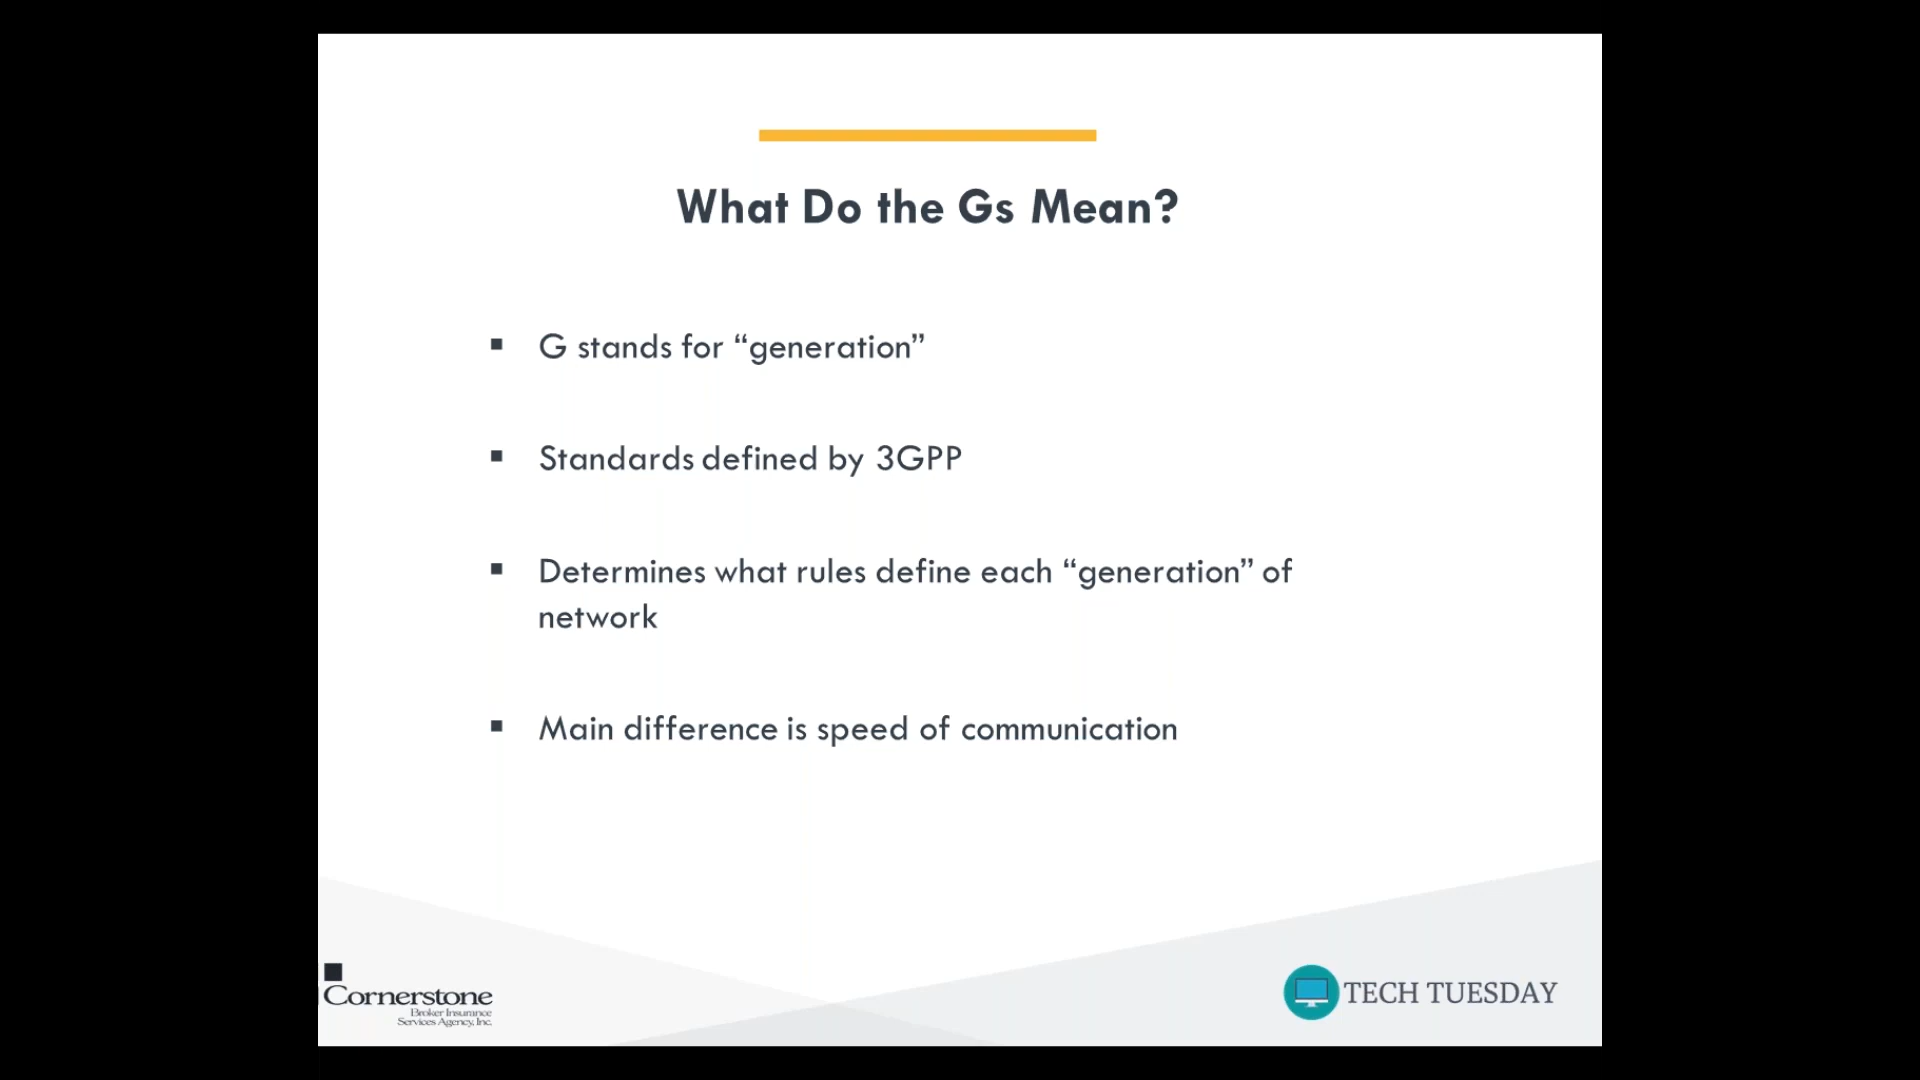 What Do the Gs Mean?
▪ G stands for “generation”
▪ Standards defined by 3GPP
▪ Determines what rules define each “generation” of
network
▪ Main difference is speed of communication
Cornerstone
Broker Insurance
Services Agency, Inc.
TECH TUESDAY